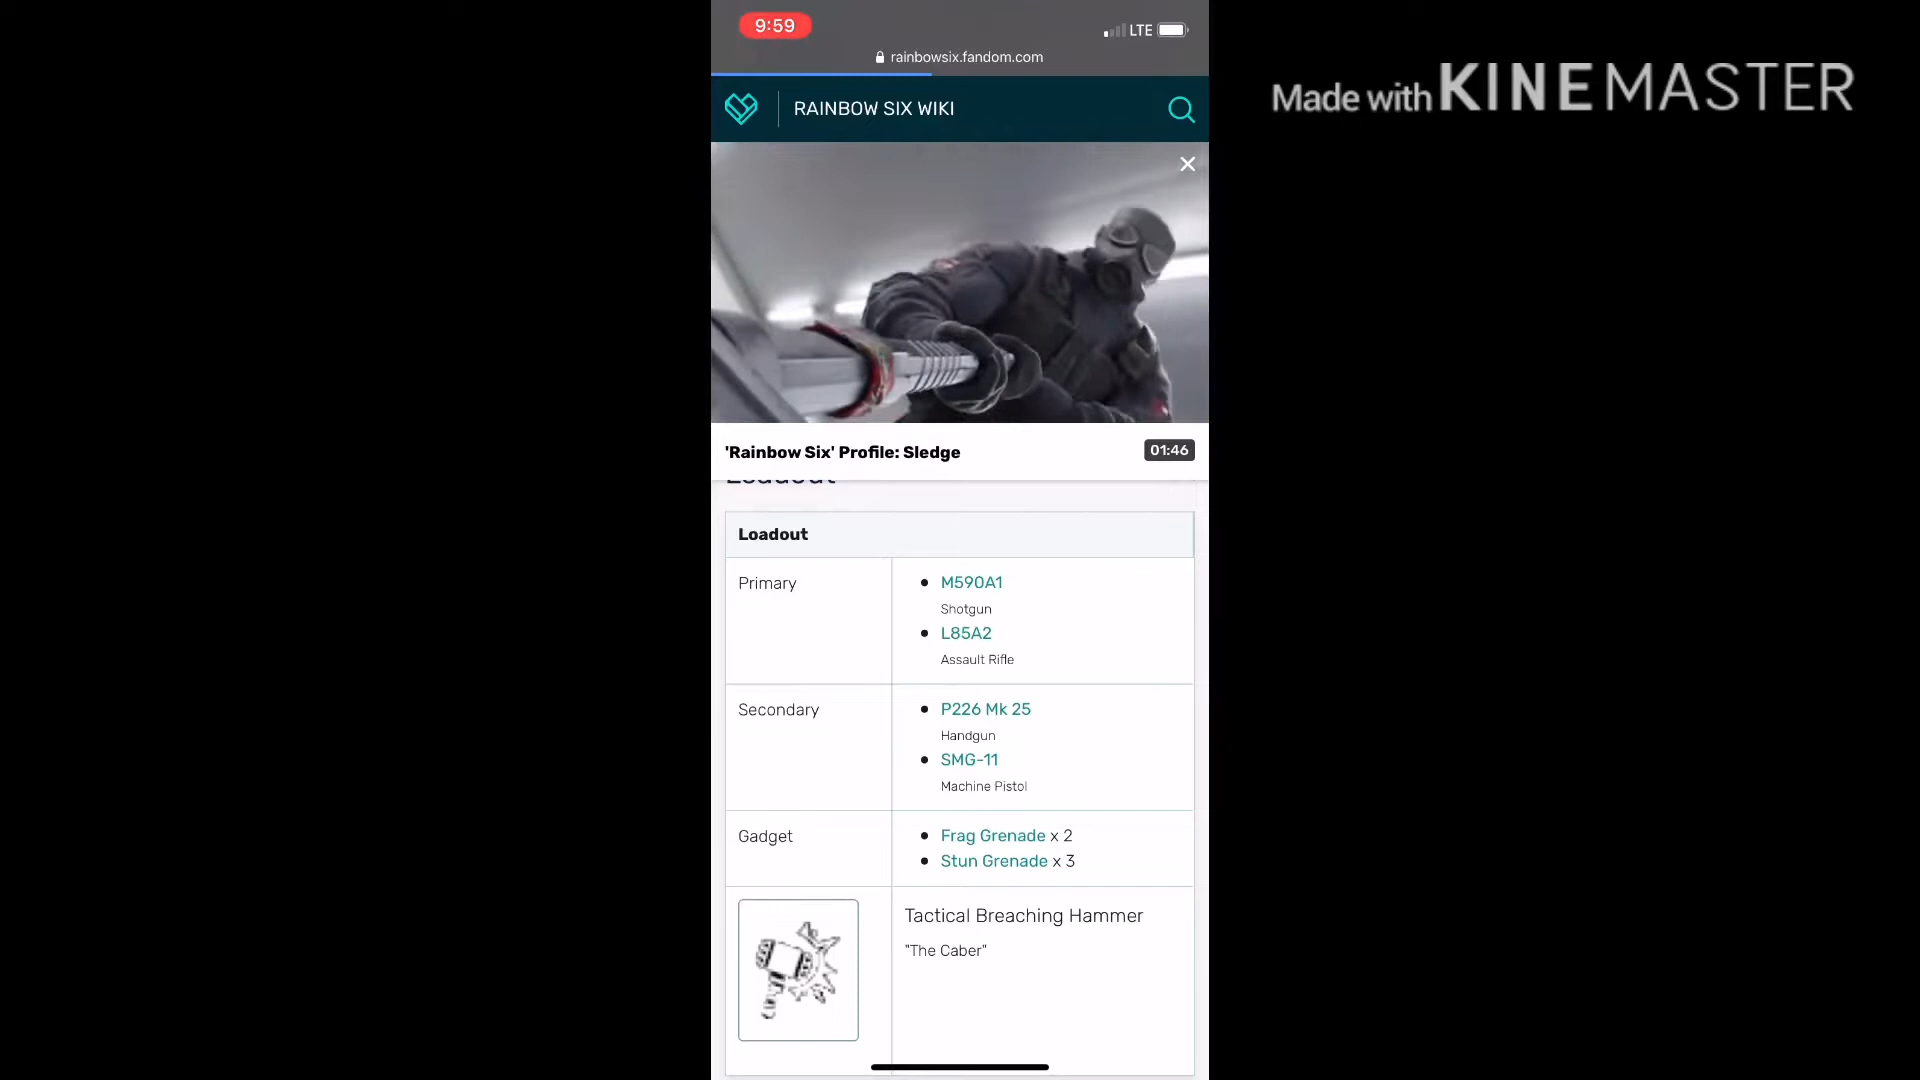 9:59
LTE
rainbowsix.fandom.com
Made with KINEMASTER
RAINBOW SIX WIKI
'Rainbow Six' Profile: Sledge
01:46
Loadout
Loadout
Primary
M590A1
Shotgun
L85A2
Assault Rifle
Secondary
P226 Mk 25
Handgun
SMG-11
Machine Pistol
Gadget
Frag Grenade x 2
Stun Grenade x 3
Tactical Breaching Hammer
"The Caber"